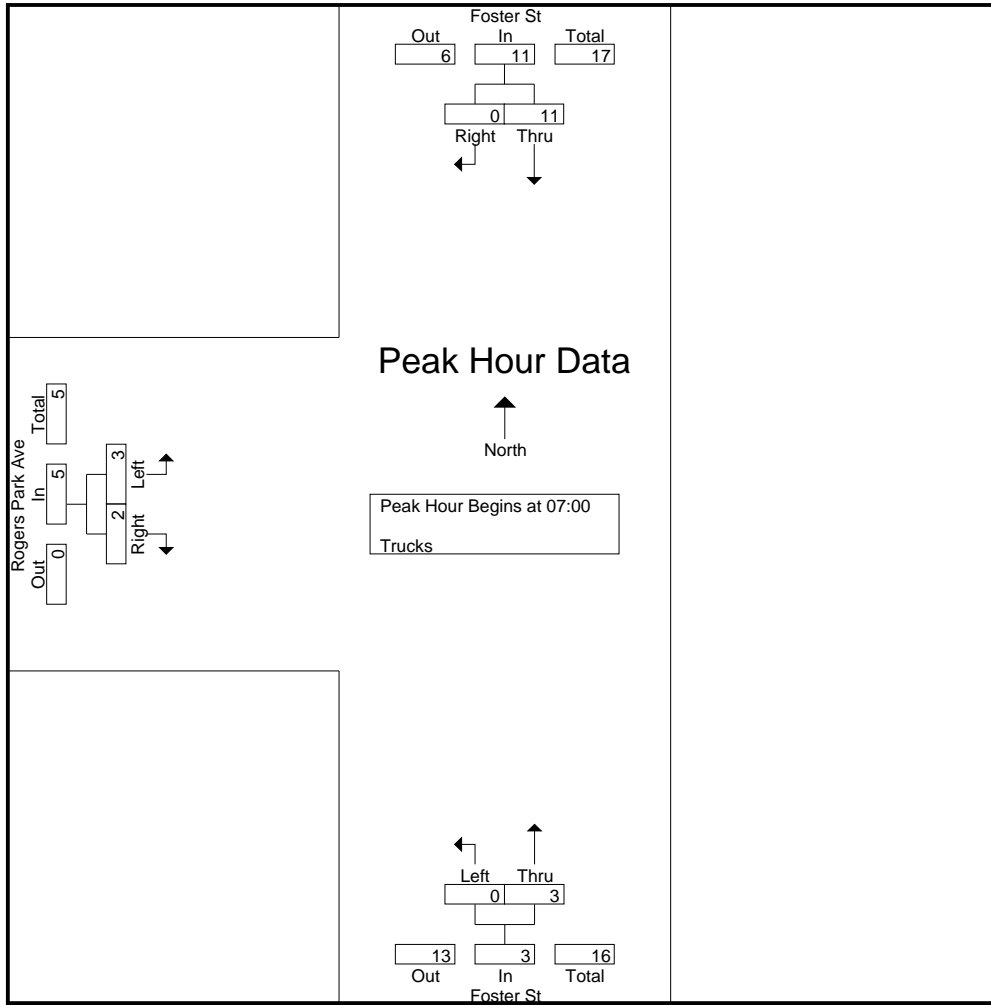 Foster St
Out In Total
6 11 17
0 11
Right Thru
Peak Hour Data
North
Peak Hour Begins at 07:00
Trucks
Rogers Park Ave
Out In Total
0 5 5
2 3
Right Left
Left Thru
0 3
13 3 16
Out In Total
Foster St